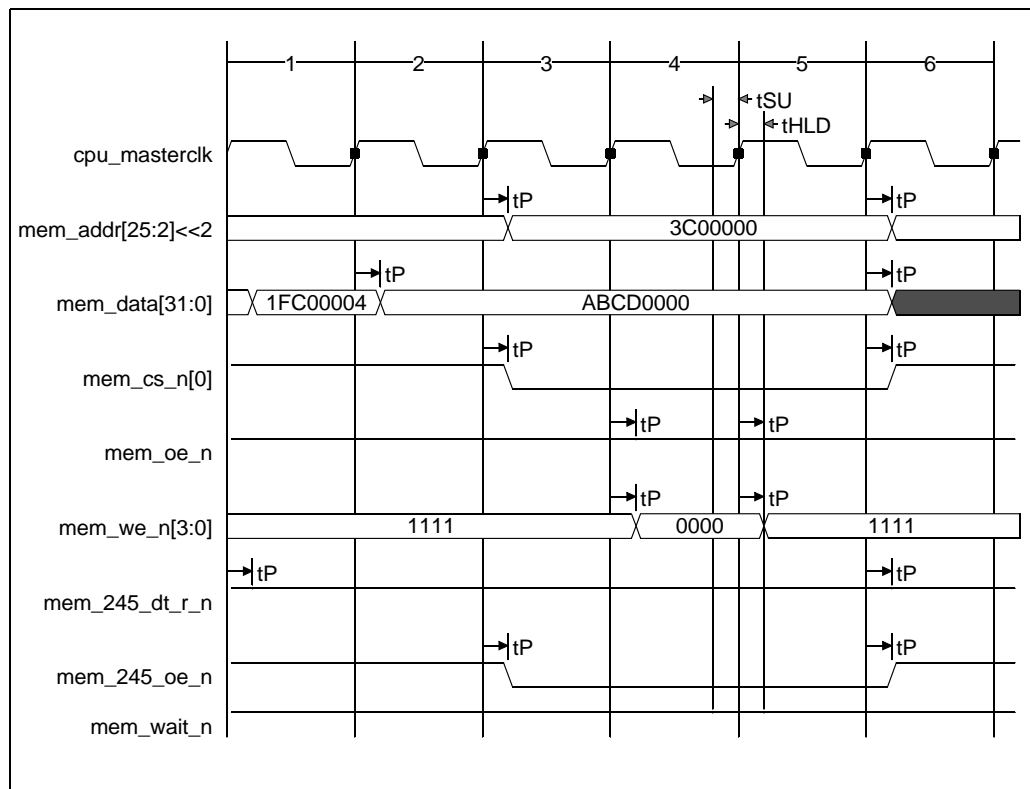 1 2 3 4 5 6
tSU
tHLD
cpu_masterclk
tP tP
mem_addr[25:2]<<2 3C00000
tP tP
mem_data[31:0] 1FC00004 ABCD0000
tP tP
mem_cs_n[0]
tP tP
mem_oe_n
tP tP
mem_we_n[3:0] 1111 0000 1111
tP tP
mem_245_dt_r_n
tP tP
mem_245_oe_n
mem_wait_n